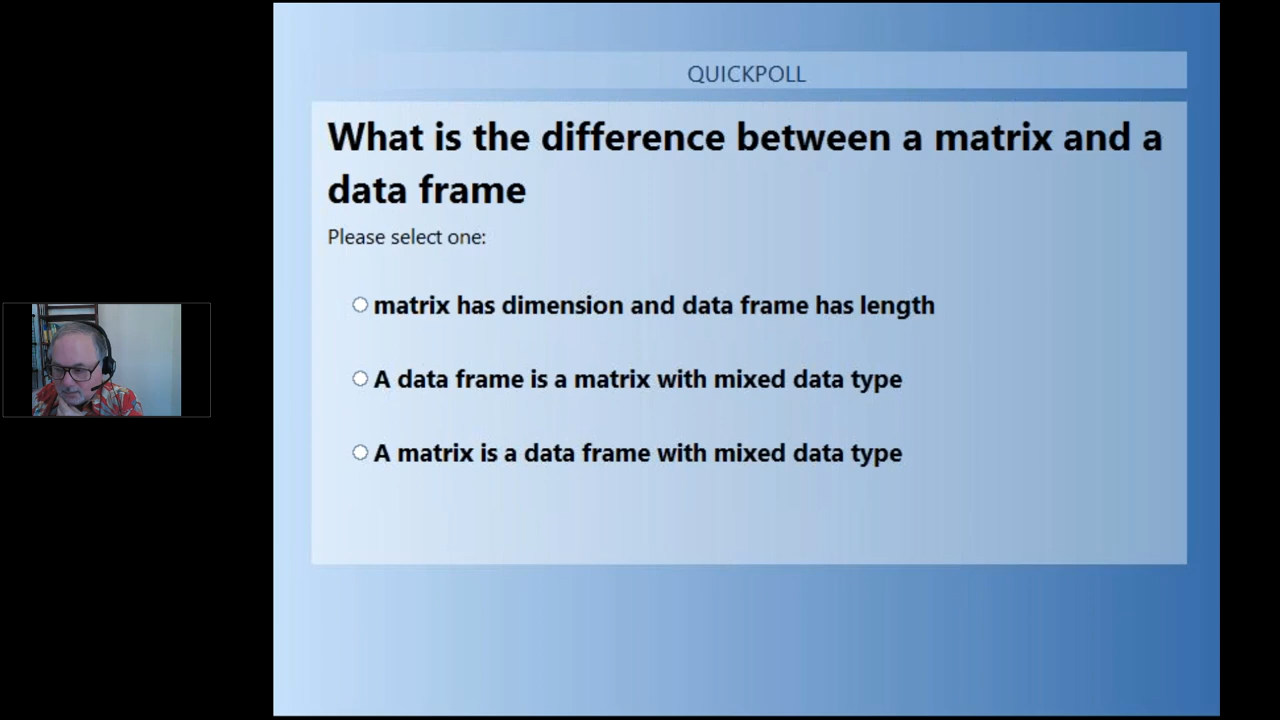 QUICKPOLL
What is the difference between a matrix and a
data frame
Please select one:
matrix has dimension and data frame has length
A data frame is a matrix with mixed data type
A matrix is a data frame with mixed data type